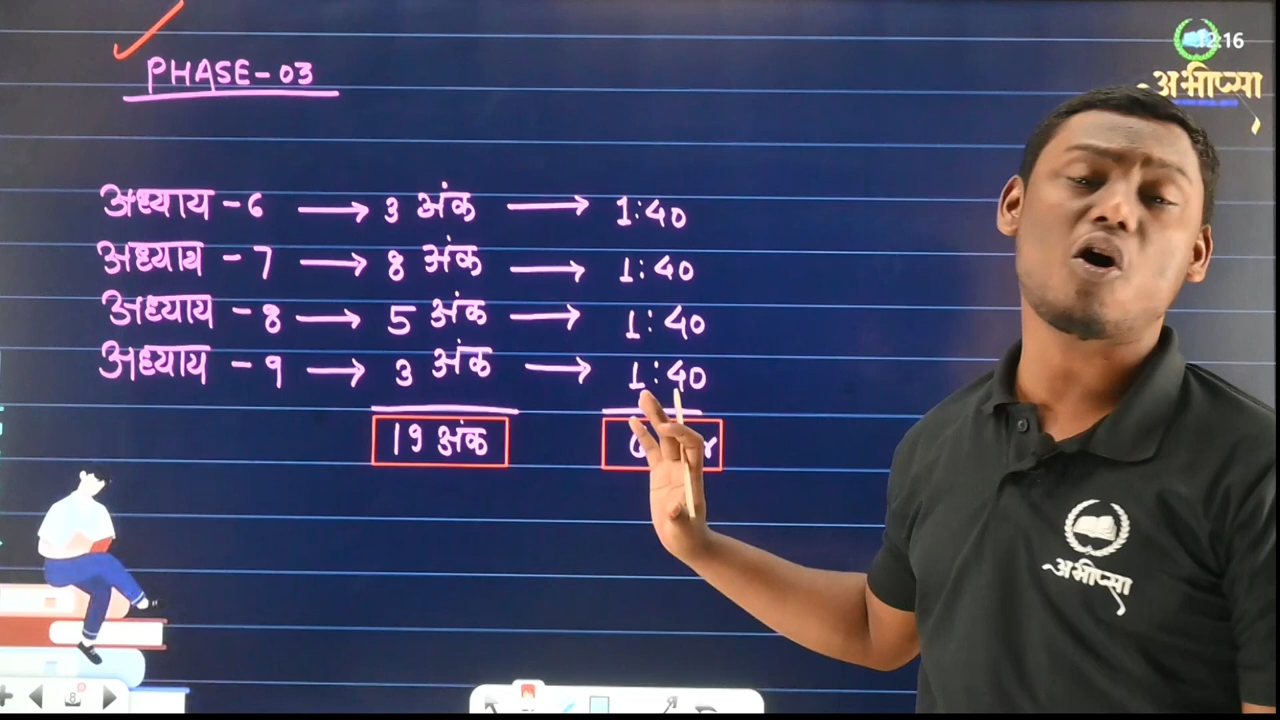 12:16
अभीप्सा
PHASE-03
अध्याय -6 → 3 अंक → 1:40
अध्याय -7 → 8 अंक → 1:40
अध्याय -8 → 5 अंक → 1:40
अध्याय -9 → 3 अंक → 1:40
19 अंक
अभीप्सा
8